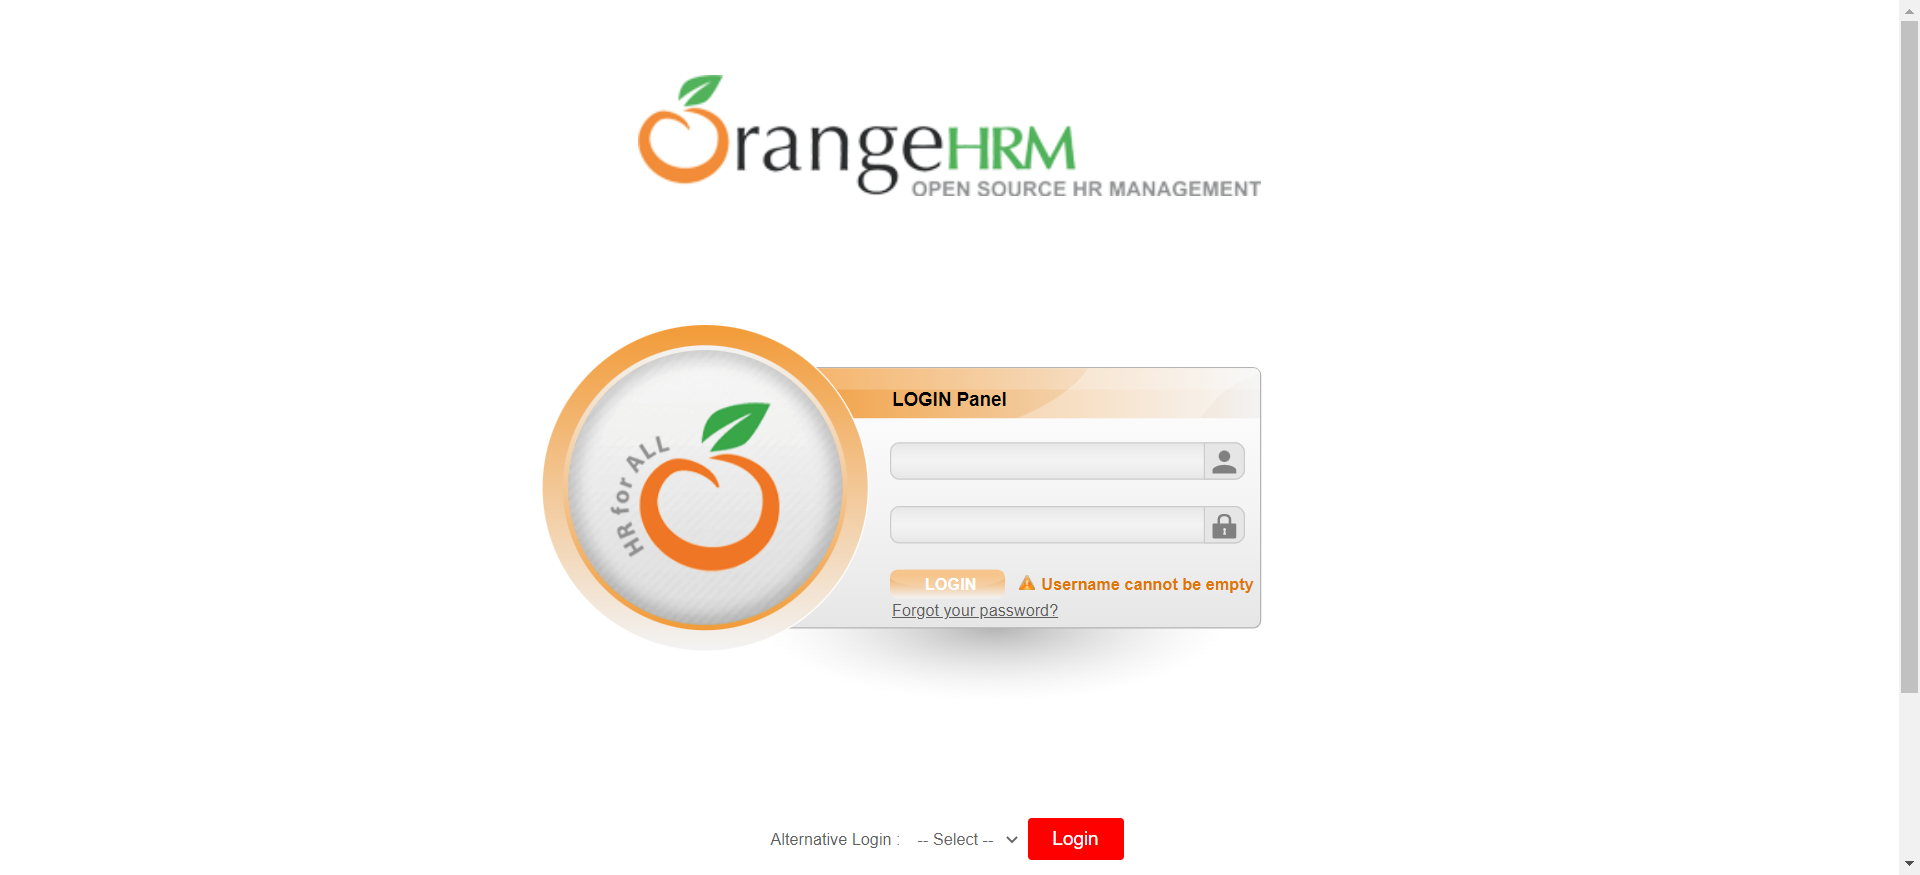 OrangeHRM
OPEN SOURCE HR MANAGEMENT
HR for ALL
LOGIN Panel
LOGIN
Username cannot be empty
Forgot your password?
Alternative Login :
-- Select --
Login